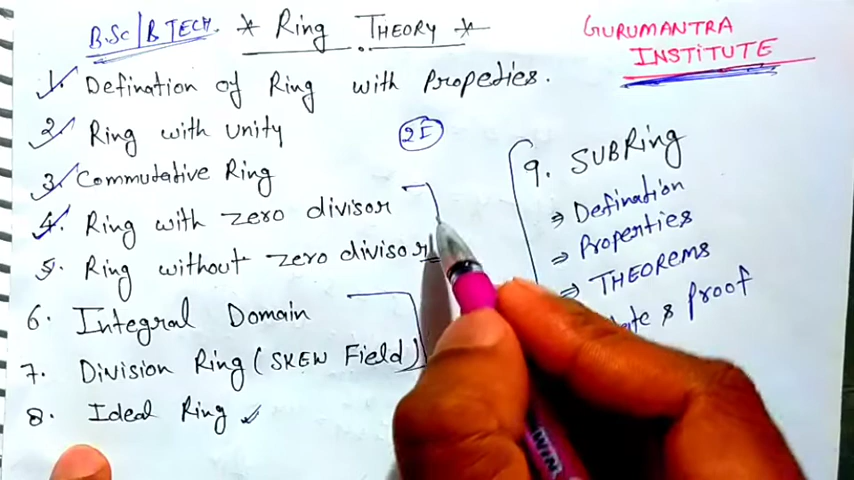 B.Sc/B TECH. * Ring THEORY *
GURUMANTRA
INSTITUTE
1. Defination of Ring with Propeties.
2. Ring with unity
2I
3. Commutative Ring
4. Ring with zero divisor
5. Ring without zero divisor
6. Integral Domain
7. Division Ring (SKEW Field)
8. Ideal Ring ✓
9. SUBRing
⇒ Defination
⇒ Properties
⇒ THEOREMS
& proof